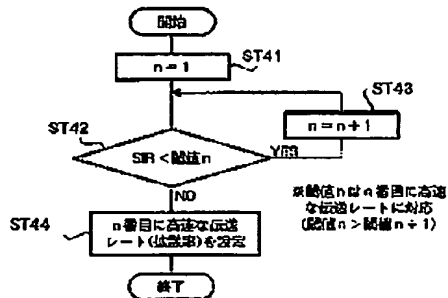 開始
n=1
ST41
ST43
n=n+1
ST42
SIR<閾値n
YES
NO
※閾値nはn番目に高速
な伝送レートに対応
(閾値n>閾値n+1)
ST44
n番目に高速な伝送
レート(拡散率)を設定
終了